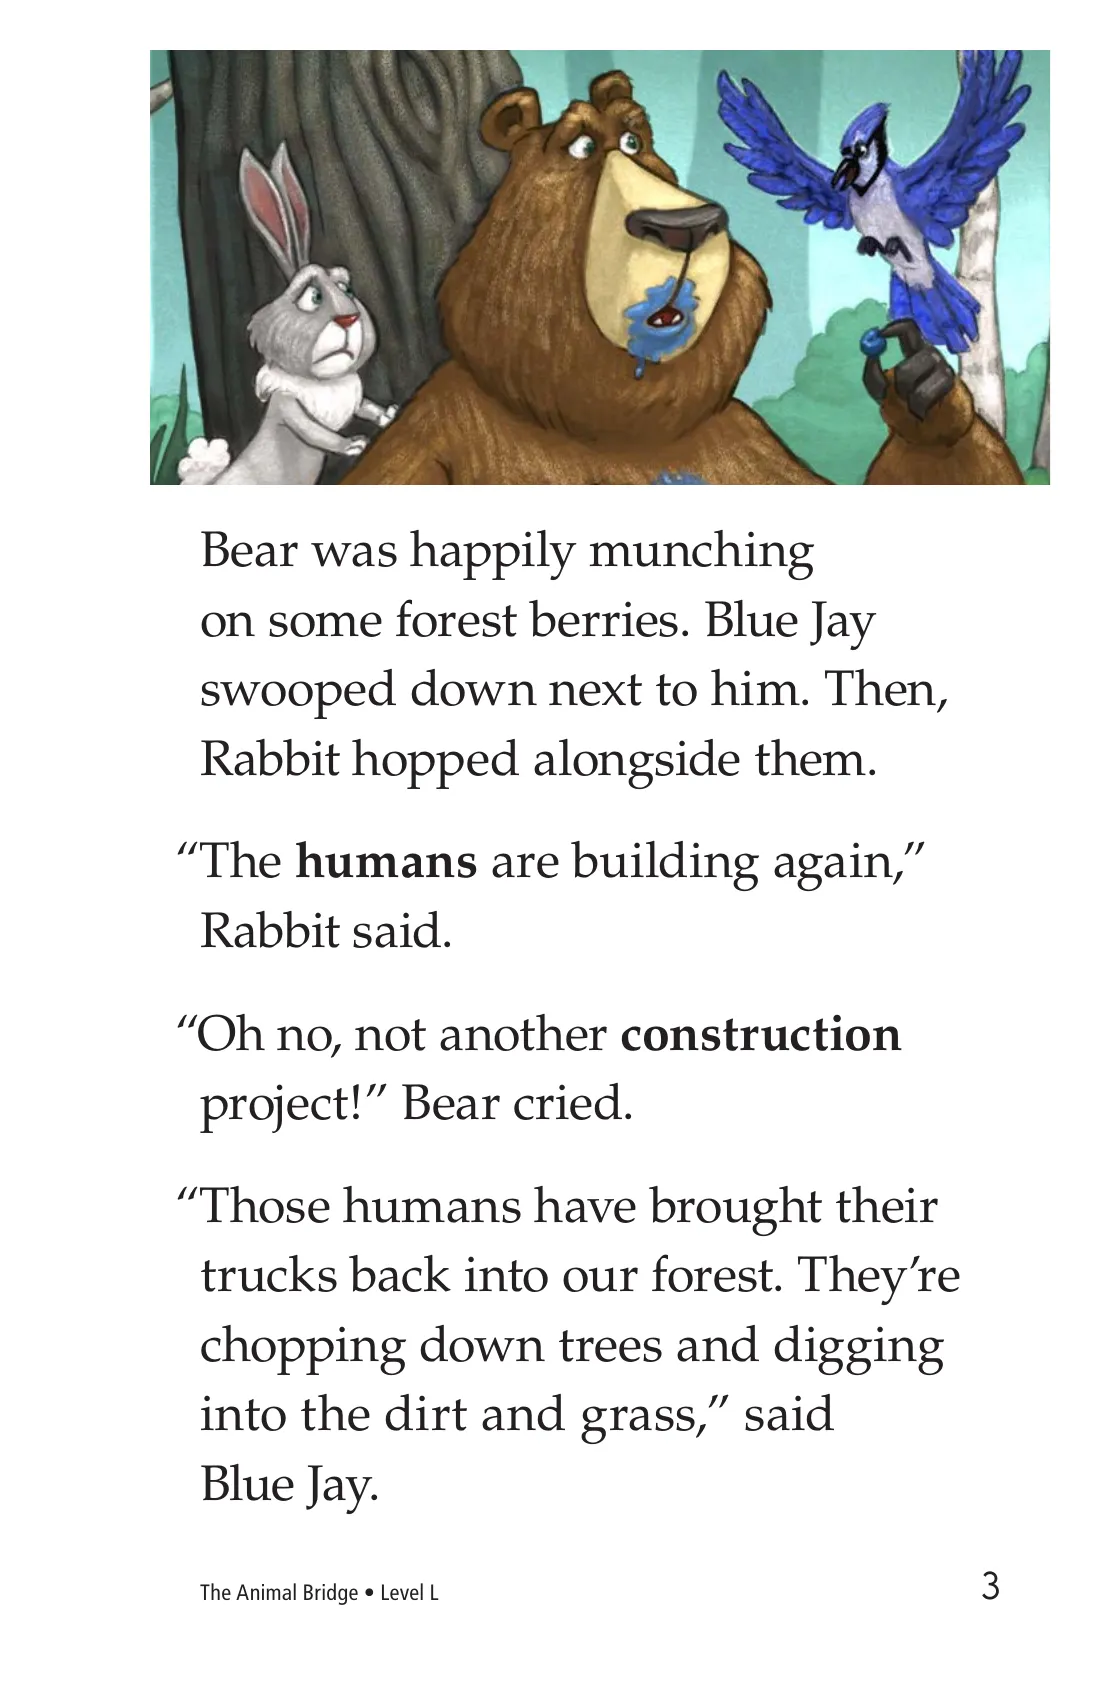 Bear was happily munching
on some forest berries. Blue Jay
swooped down next to him. Then,
Rabbit hopped alongside them.
“The humans are building again,”
Rabbit said.
“Oh no, not another construction
project!” Bear cried.
“Those humans have brought their
trucks back into our forest. They’re
chopping down trees and digging
into the dirt and grass,” said
Blue Jay.
The Animal Bridge • Level L
3